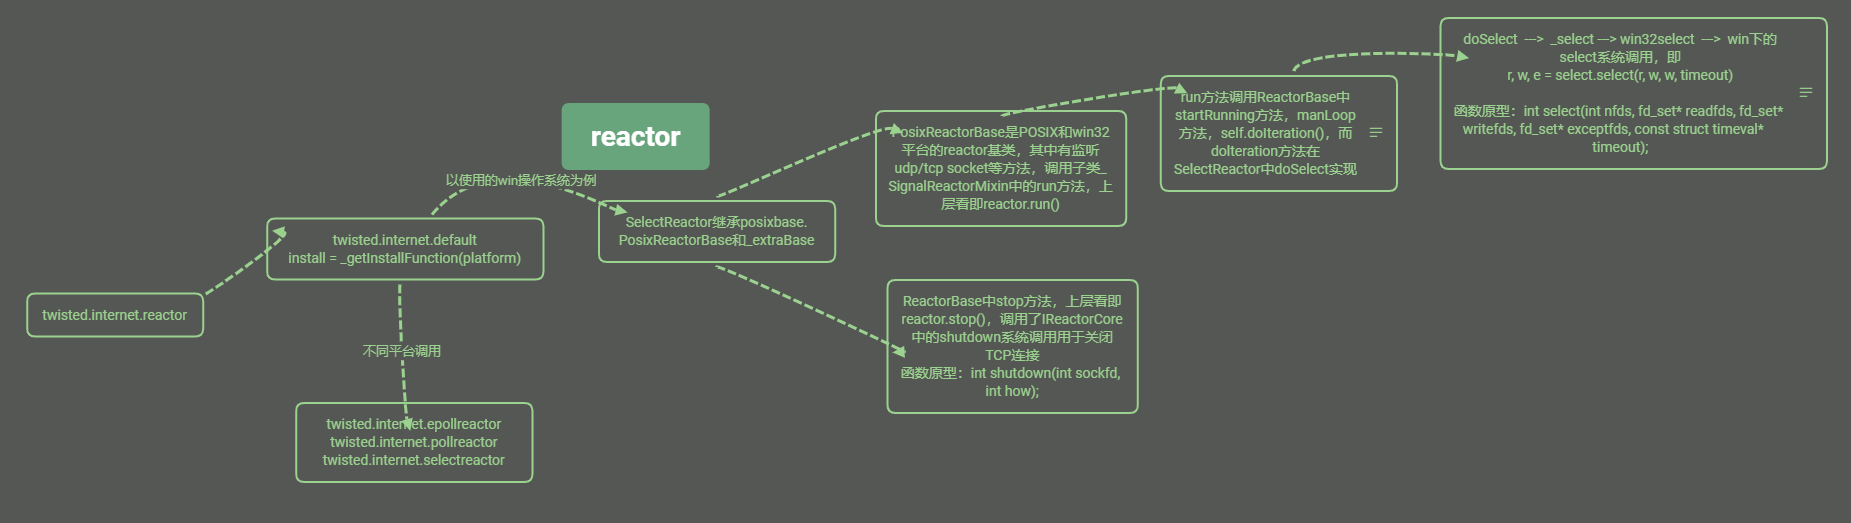 reactor
twisted.internet.reactor
twisted.internet.default
install = _getInstallFunction(platform)
不同平台调用
twisted.internet.epollreactor
twisted.internet.pollreactor
twisted.internet.selectreactor
以使用的win操作系统为例
SelectReactor继承posixbase.
PosixReactorBase和_extraBase
PosixReactorBase是POSIX和win32
平台的reactor基类，其中有监听
udp/tcp socket等方法，调用子类_
SignalReactorMixin中的run方法，上
层看即reactor.run()
run方法调用ReactorBase中
startRunning方法，manLoop
方法，self.doIteration()，而
doIteration方法在
SelectReactor中doSelect实现
doSelect ---> _select ---> win32select ---> win下的
select系统调用，即
r, w, e = select.select(r, w, w, timeout)
函数原型：int select(int nfds, fd_set* readfds, fd_set*
writefds, fd_set* exceptfds, const struct timeval*
timeout);
ReactorBase中stop方法，上层看即
reactor.stop()，调用了IReactorCore
中的shutdown系统调用用于关闭
TCP连接
函数原型：int shutdown(int sockfd,
int how);